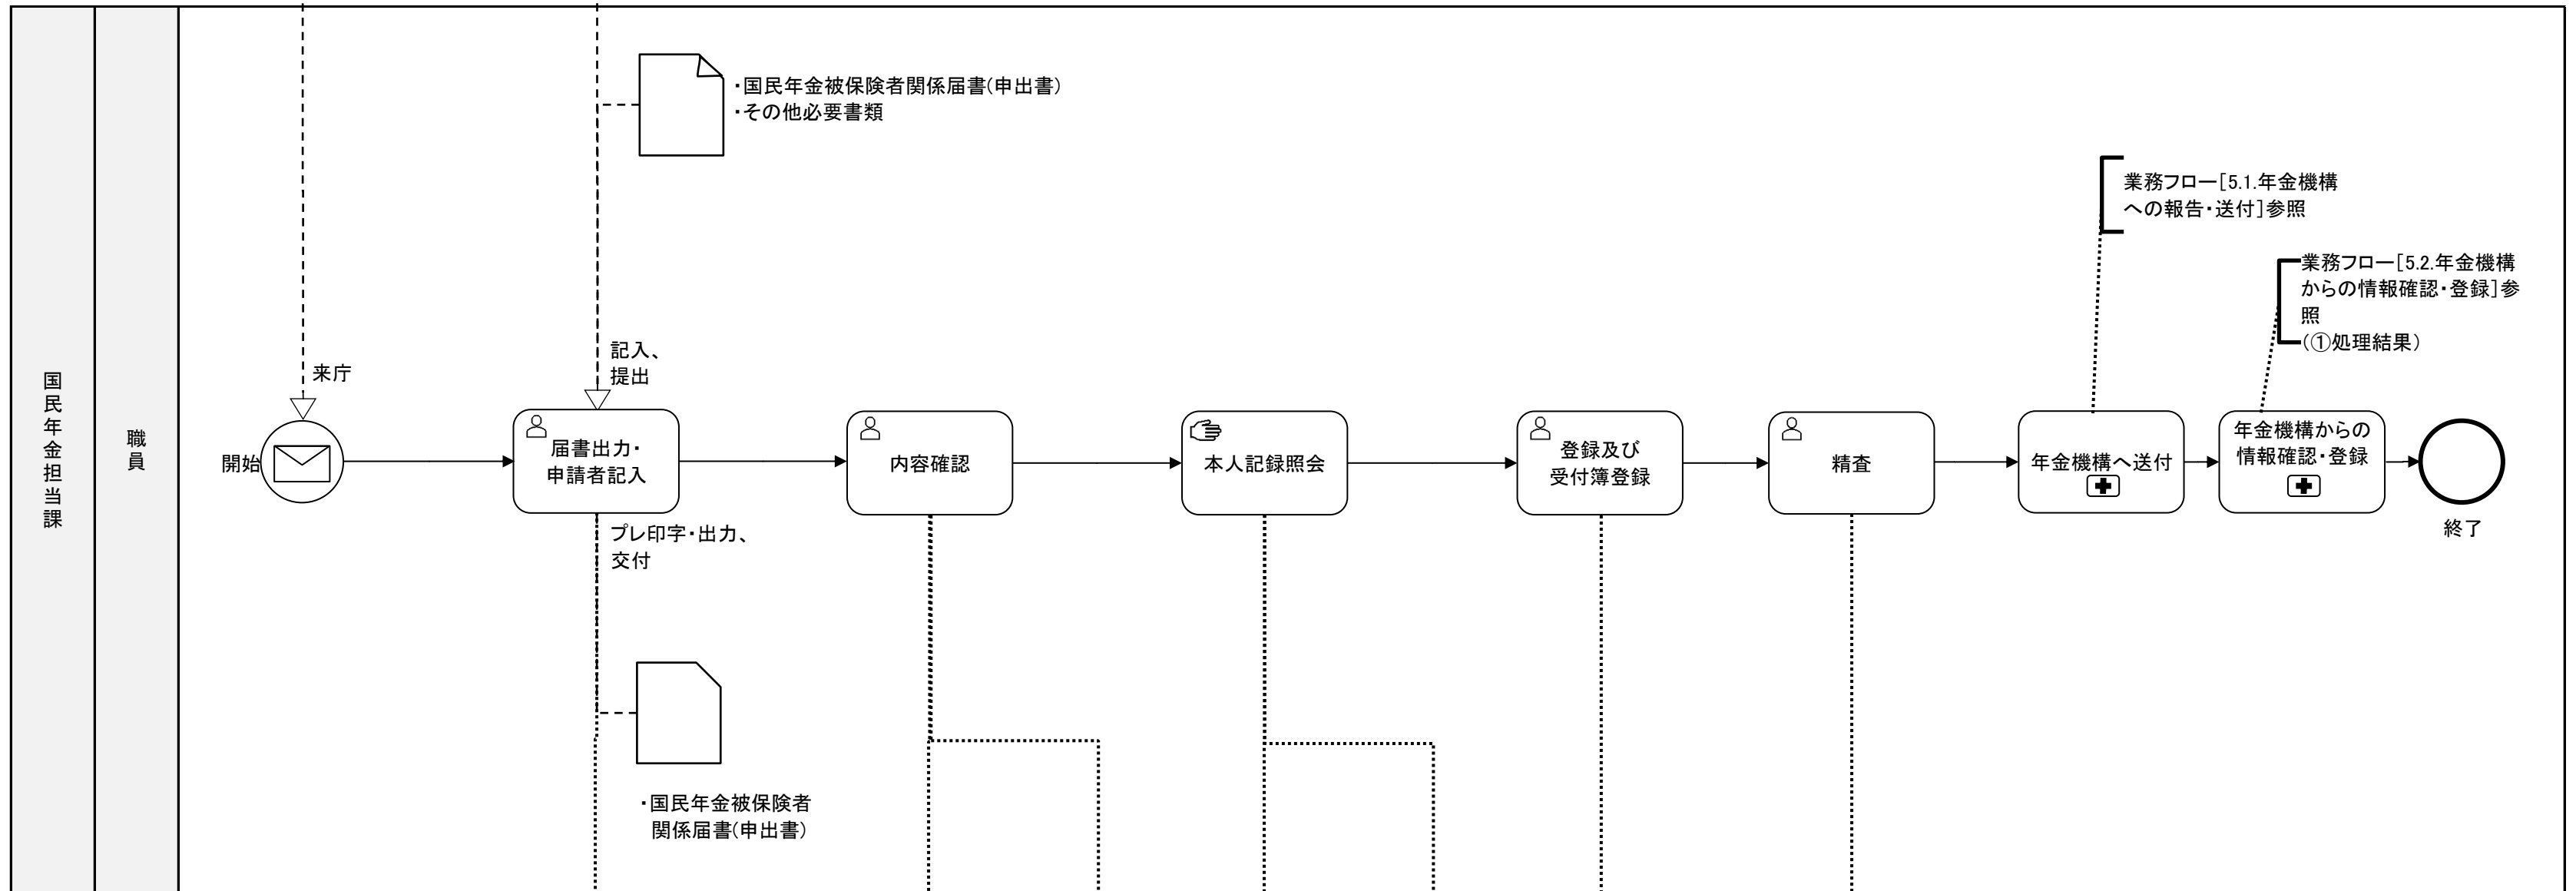 国民年金担当課
職員
・国民年金被保険者関係届書(申出書)
・その他必要書類
業務フロー[5.1.年金機構
への報告・送付]参照
業務フロー[5.2.年金機構
からの情報確認・登録]参
照
(①処理結果)
来庁
記入、
提出
開始
届書出力・
申請者記入
内容確認
本人記録照会
登録及び
受付簿登録
精査
年金機構へ送付
年金機構からの
情報確認・登録
終了
プレ印字・出力、
交付
・国民年金被保険者
関係届書(申出書)